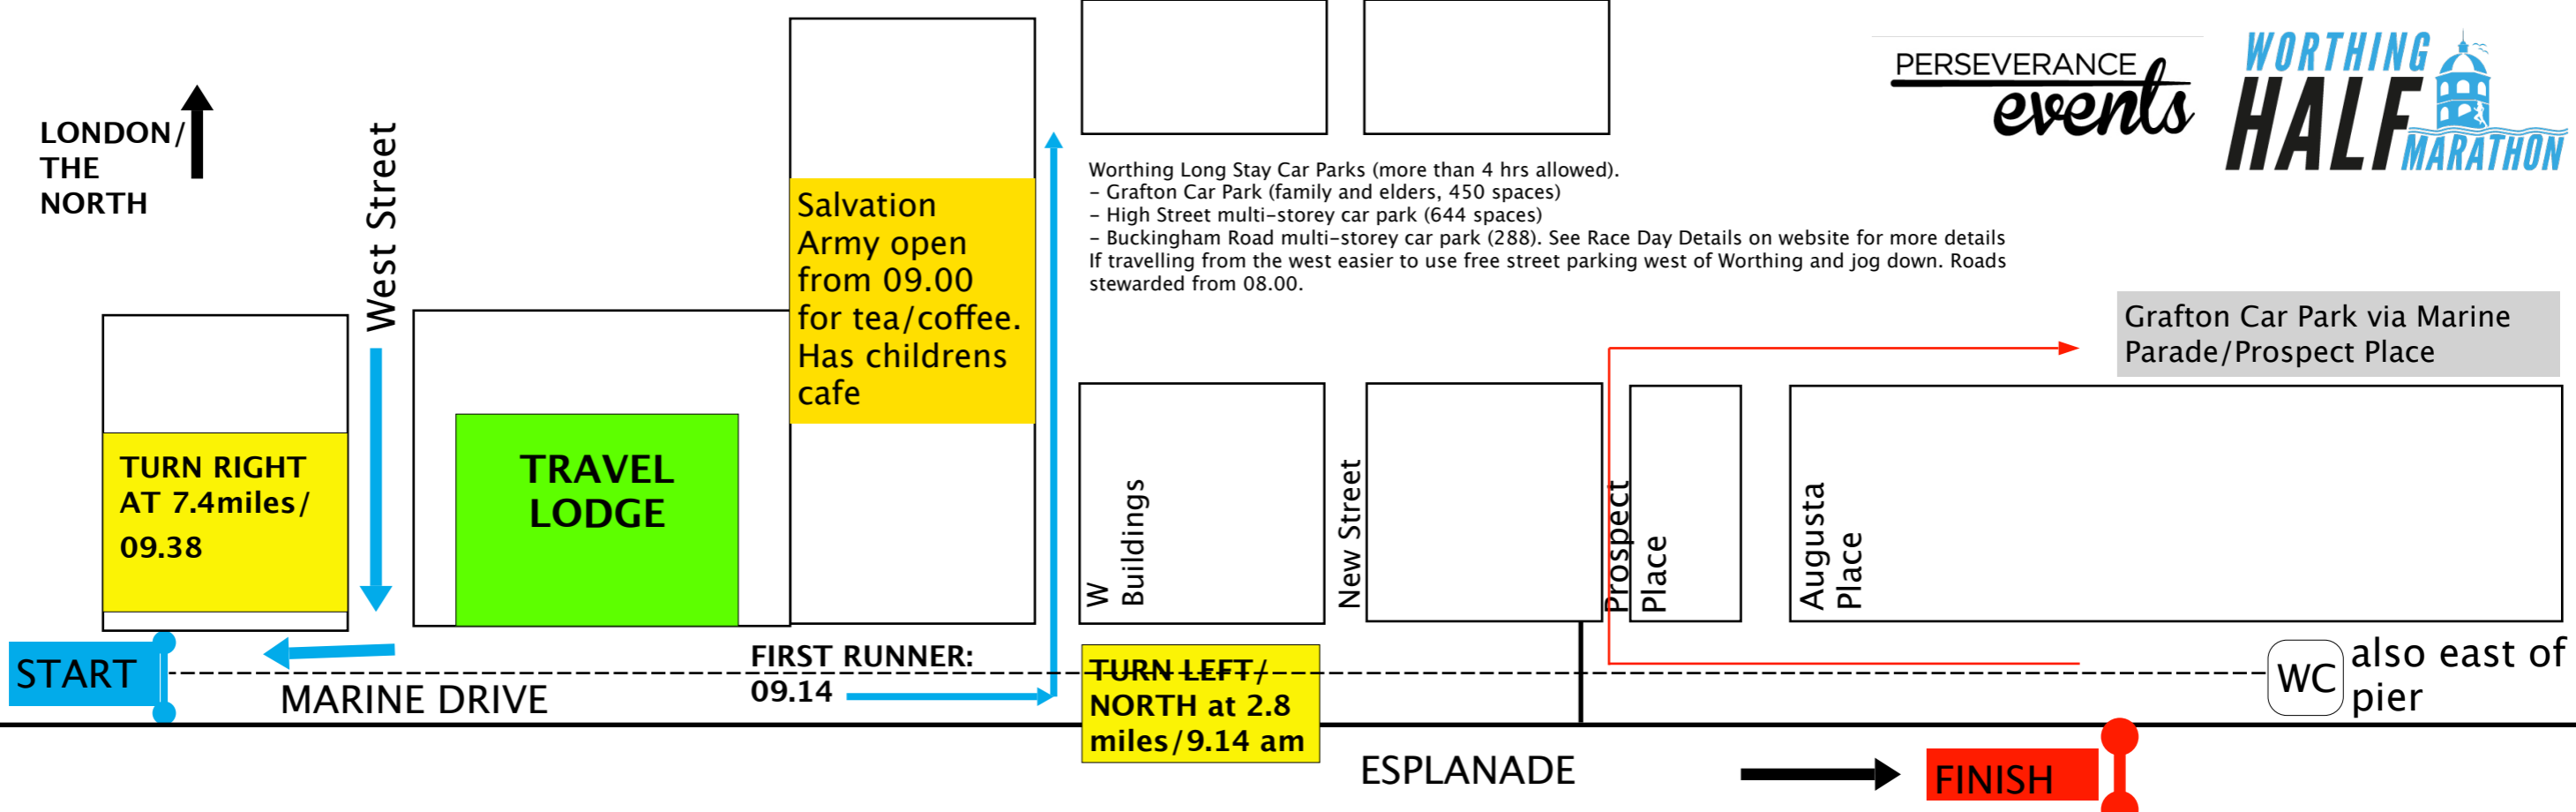 LONDON/
THE
NORTH
West Street
TURN RIGHT
AT 7.4miles/
09.38
START
MARINE DRIVE
TRAVEL
LODGE
Salvation
Army open
from 09.00
for tea/coffee.
Has childrens
cafe
FIRST RUNNER:
09.14
Worthing Long Stay Car Parks (more than 4 hrs allowed).
- Grafton Car Park (family and elders, 450 spaces)
- High Street multi-storey car park (644 spaces)
- Buckingham Road multi-storey car park (288). See Race Day Details on website for more details
If travelling from the west easier to use free street parking west of Worthing and jog down. Roads
stewarded from 08.00.
W
Buildings
New Street
Prospect
Place
Augusta
Place
TURN LEFT/
NORTH at 2.8
miles/9.14 am
ESPLANADE
FINISH
PERSEVERANCE
events
WORTHING
HALF
MARATHON
Grafton Car Park via Marine
Parade/Prospect Place
WC
also east of
pier